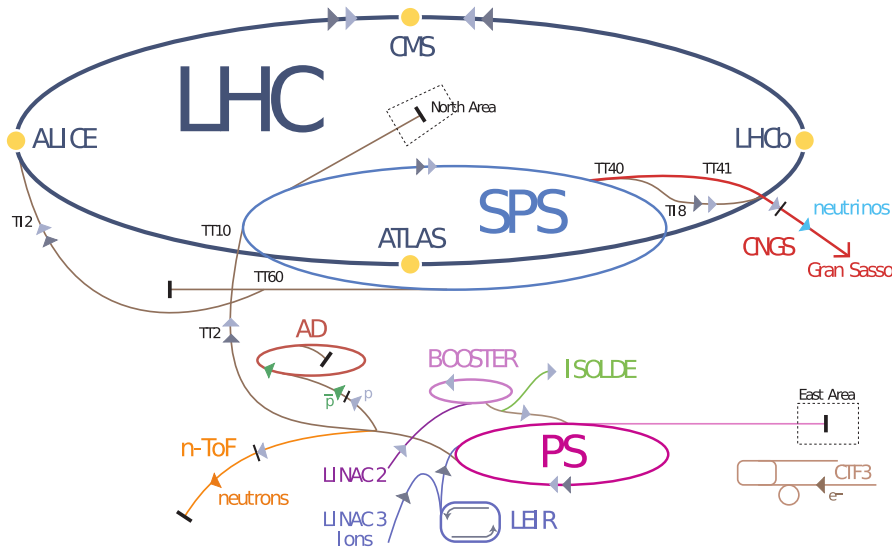 CMS
LHC
North Area
ALICE
LHCb
TT40
TT41
SPS
TI2
TT10
TI8
neutrinos
ATLAS
CNGS
Gran Sasso
TT60
TT2
AD
BOOSTER
ISOLDE
p
p̅
East Area
n-ToF
PS
LINAC 2
neutrons
CTF3
e-
LINAC 3
Ions
LEIR